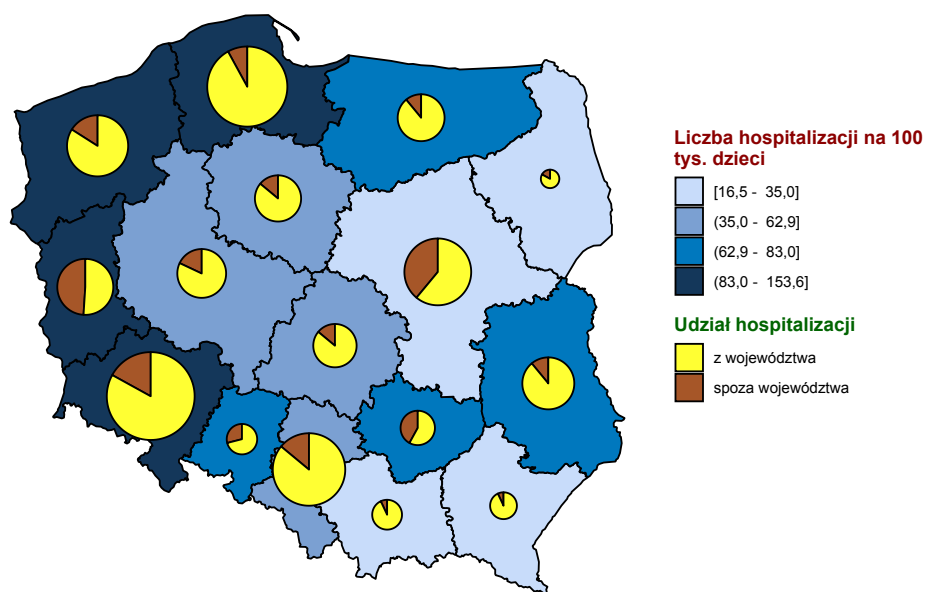 Liczba hospitalizacji na 100
tys. dzieci
[16,5 - 35,0]
(35,0 - 62,9]
(62,9 - 83,0]
(83,0 - 153,6]
Udział hospitalizacji
z województwa
spoza województwa